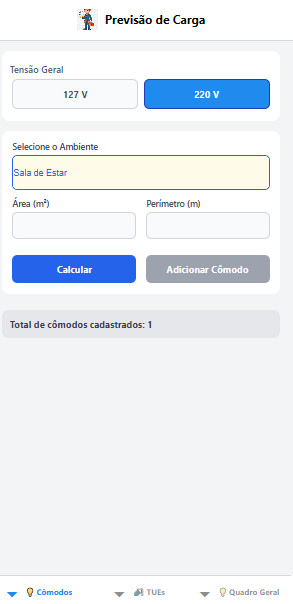 Previsão de Carga
Tensão Geral
127 V
220 V
Selecione o Ambiente
Sala de Estar
Área (m²)
Perímetro (m)
Calcular
Adicionar Cômodo
Total de cômodos cadastrados: 1
Cômodos
TUEs
Quadro Geral